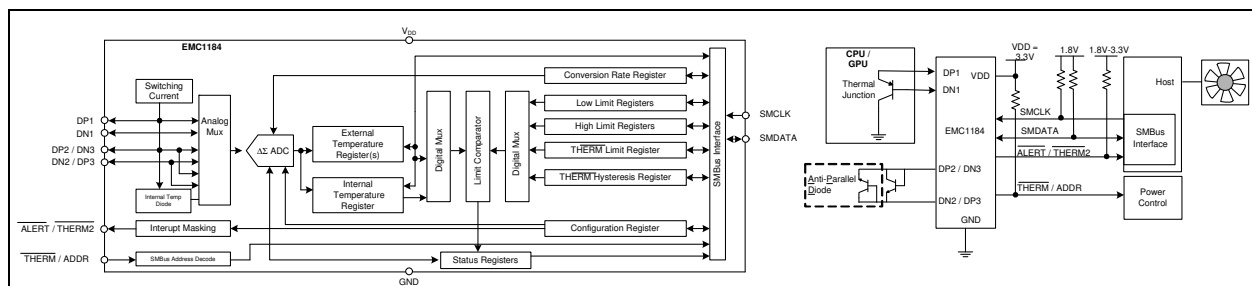 V_DD
EMC1184
Switching
Current
DP1
DN1
DP2 / DN3
DN2 / DP3
Analog
Mux
Internal Temp
Diode
ΔΣ ADC
External
Temperature
Register(s)
Internal
Temperature
Register
Digital Mux
Limit Comparator
Digital Mux
Conversion Rate Register
Low Limit Registers
High Limit Registers
THERM Limit Register
THERM Hysteresis Register
SMBus Interface
SMCLK
SMDATA
ALERT / THERM2
Interupt Masking
Configuration Register
THERM / ADDR
SMBus Address Decode
Status Registers
GND
CPU /
GPU
Thermal
Junction
DP1
DN1
VDD
VDD =
3.3V
1.8V
1.8V-3.3V
Host
SMCLK
EMC1184
SMDATA
SMBus
Interface
ALERT / THERM2
Anti-Parallel
Diode
DP2 / DN3
DN2 / DP3
THERM / ADDR
Power
Control
GND